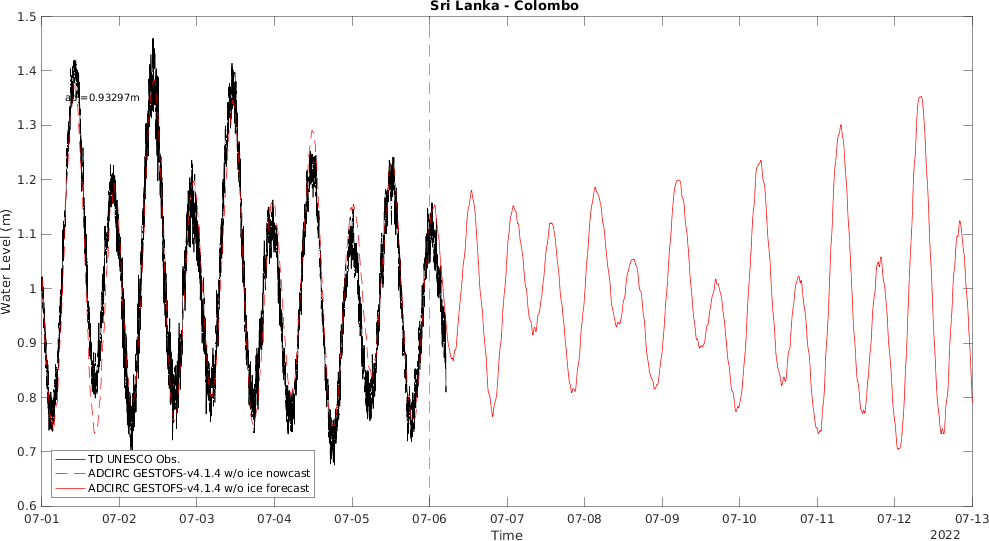 Sri Lanka - Colombo
1.5
1.4
1.3
1.2
1.1
1
0.9
0.8
0.7
0.6
Water Level (m)
=0.93297m
TD UNESCO Obs.
ADCIRC GESTOFS-v4.1.4 w/o ice nowcast
ADCIRC GESTOFS-v4.1.4 w/o ice forecast
07-01 07-02 07-03 07-04 07-05 07-06 07-07 07-08 07-09 07-10 07-11 07-12 07-13
Time
2022